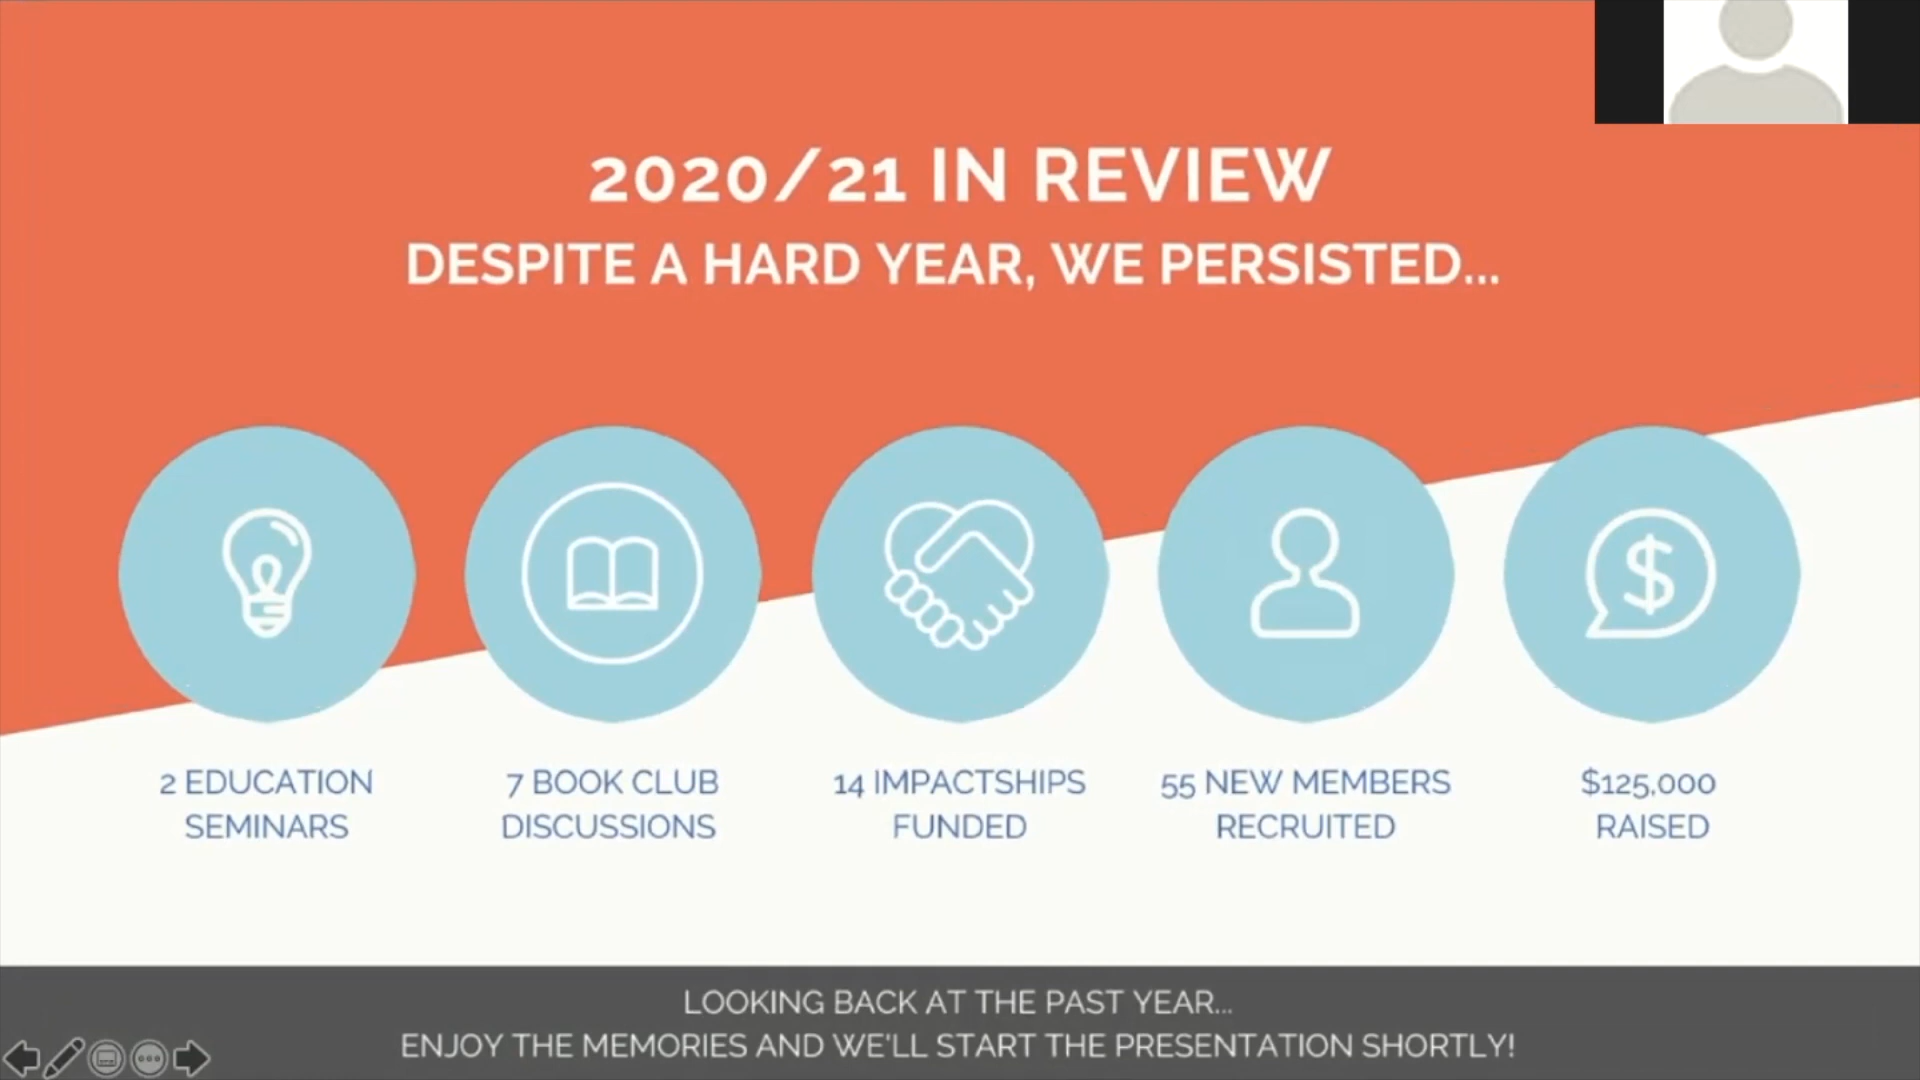 2020/21 IN REVIEW
DESPITE A HARD YEAR, WE PERSISTED...
2 EDUCATION
SEMINARS
7 BOOK CLUB
DISCUSSIONS
14 IMPACTSHIPS
FUNDED
55 NEW MEMBERS
RECRUITED
$125,000
RAISED
LOOKING BACK AT THE PAST YEAR...
ENJOY THE MEMORIES AND WE'LL START THE PRESENTATION SHORTLY!